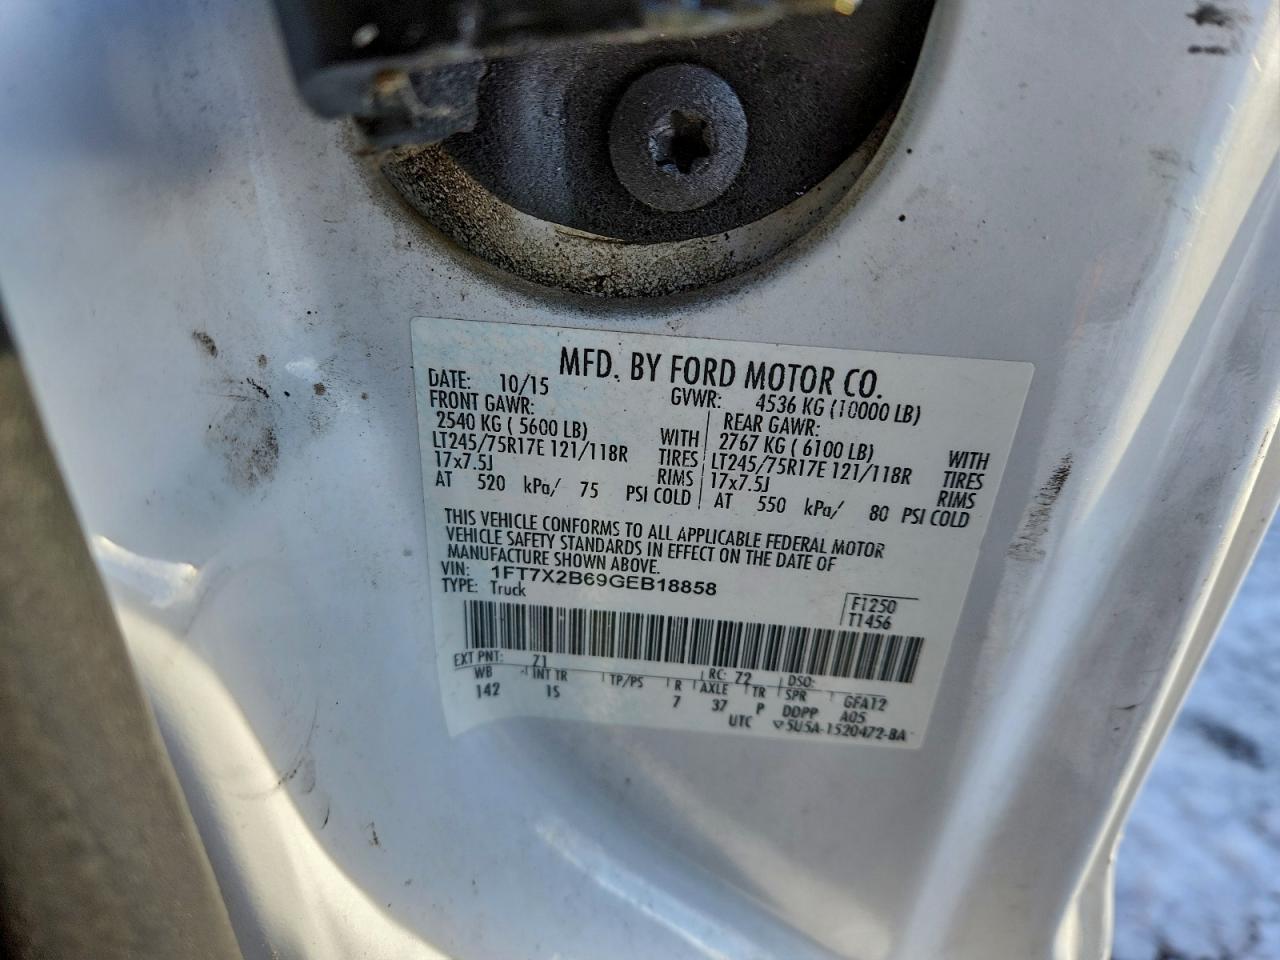 MFD. BY FORD MOTOR CO.
DATE: 10/15 GVWR: 4536 KG (10000 LB)
FRONT GAWR: REAR GAWR:
2540 KG ( 5600 LB) WITH 2767 KG ( 6100 LB) WITH
LT245/75R17E 121/118R TIRES LT245/75R17E 121/118R TIRES
17x7.5J RIMS 17x7.5J RIMS
AT 520 kPa/ 75 PSI COLD AT 550 kPa/ 80 PSI COLD
THIS VEHICLE CONFORMS TO ALL APPLICABLE FEDERAL MOTOR
VEHICLE SAFETY STANDARDS IN EFFECT ON THE DATE OF
MANUFACTURE SHOWN ABOVE.
VIN: 1FT7X2B69GEB18858
TYPE: Truck
F1250
T1456
EXT PNT: Z1 RC: 72 DSO:
WB INT TR TP/PS R AXLE TR SPR GFA12
142 15 7 37 P DDPP A05
UTC ▽5U5A-1520472-BA